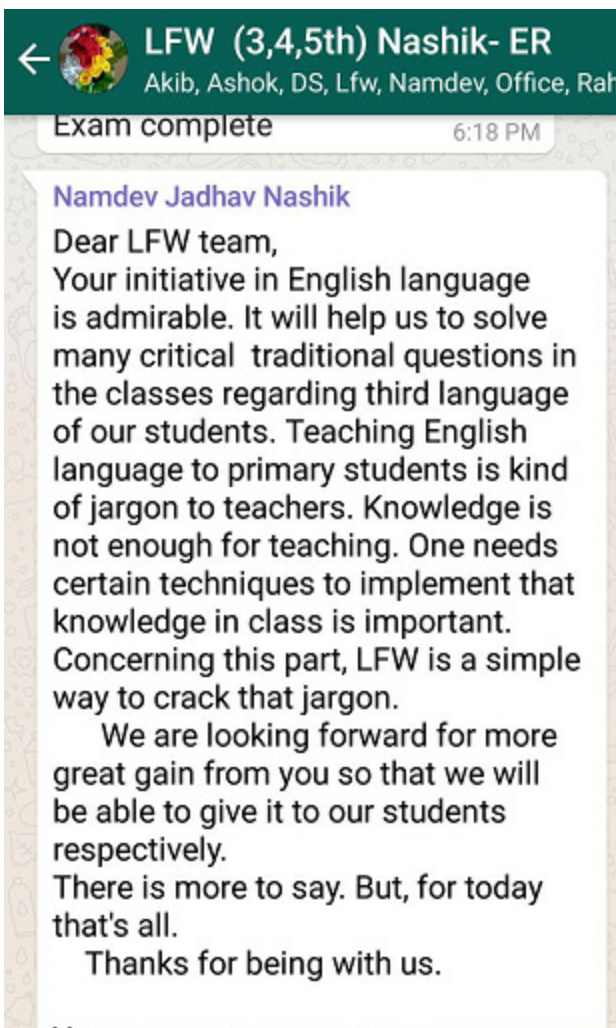 LFW (3,4,5th) Nashik- ER
Akib, Ashok, DS, Lfw, Namdev, Office,
Exam complete
6:18 PM
Namdev Jadhav Nashik
Dear LFW team,
Your initiative in English language
is admirable. It will help us to solve
many critical  traditional questions in
the classes regarding third language
of our students. Teaching English
language to primary students is kind
of jargon to teachers. Knowledge is
not enough for teaching. One needs
certain techniques to implement that
knowledge in class is important.
Concerning this part, LFW is a simple
way to crack that jargon.
We are looking forward for more
great gain from you so that we will
be able to give it to our students
respectively.
There is more to say. But, for today
that's all.
Thanks for being with us.